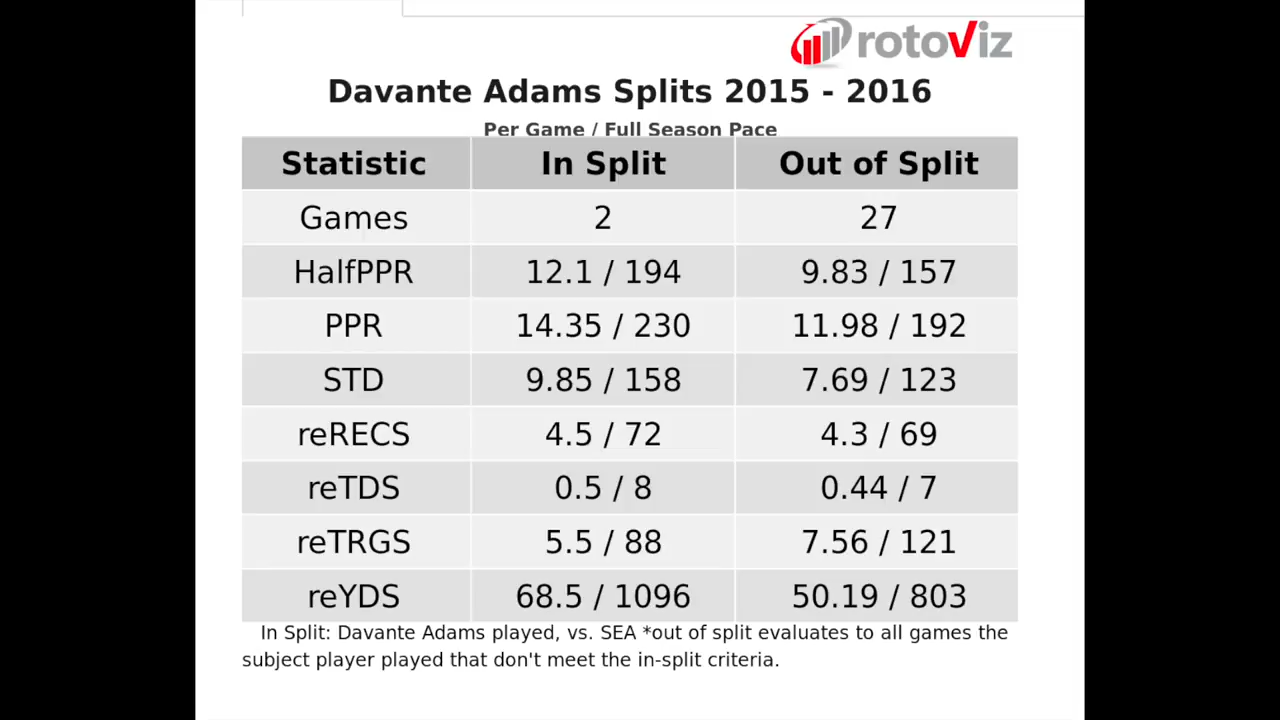 rotoViz
Davante Adams Splits 2015 - 2016
Per Game / Full Season Pace
Statistic In Split Out of Split
Games 2 27
HalfPPR 12.1 / 194 9.83 / 157
PPR 14.35 / 230 11.98 / 192
STD 9.85 / 158 7.69 / 123
reRECS 4.5 / 72 4.3 / 69
reTDS 0.5 / 8 0.44 / 7
reTRGS 5.5 / 88 7.56 / 121
reYDS 68.5 / 1096 50.19 / 803
In Split: Davante Adams played, vs. SEA *out of split evaluates to all games the
subject player played that don't meet the in-split criteria.